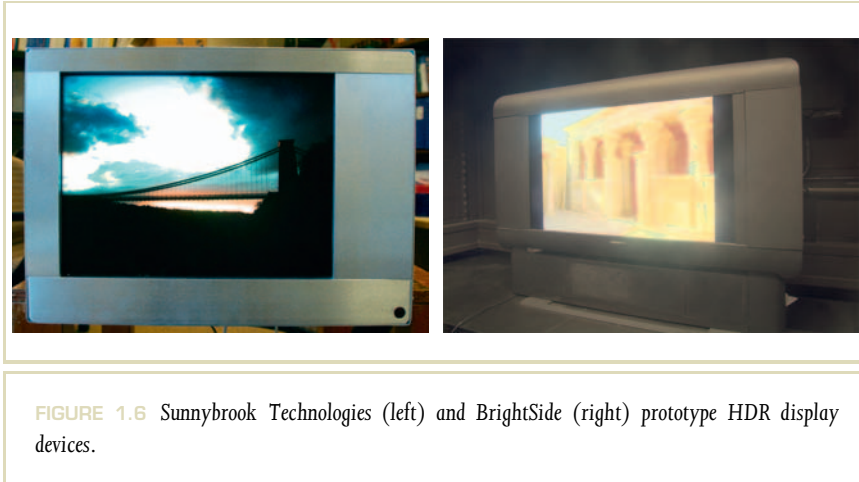 FIGURE 1.6 Sunnybrook Technologies (left) and BrightSide (right) prototype HDR display
devices.